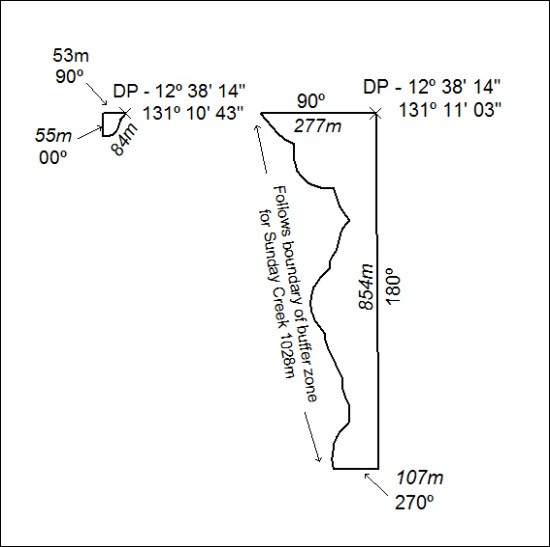 53m
90º
DP - 12º 38' 14"
131º 10' 43"
55m
00º
84m
DP - 12º 38' 14"
131º 11' 03"
90º
277m
Follows boundary of buffer zone
for Sunday Creek 1028m
854m
180º
107m
270º